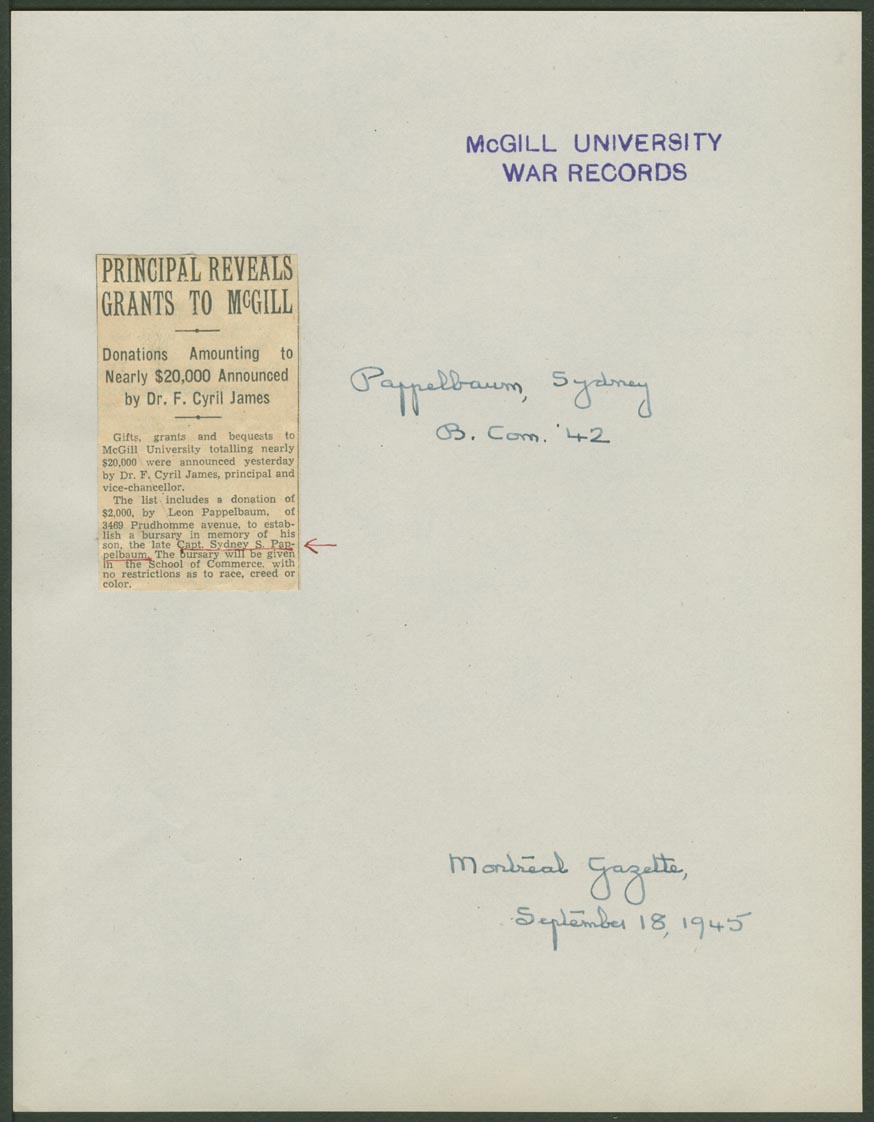 McGILL UNIVERSITY
WAR RECORDS
PRINCIPAL REVEALS
GRANTS TO McGILL
Donations Amounting to
Nearly $20,000 Announced
by Dr. F. Cyril James
Gifts, grants and bequests to
McGill University totalling nearly
$20,000 were announced yesterday
by Dr. F. Cyril James, principal and
vice-chancellor.
The list includes a donation of
$2,000, by Leon Pappelbaum, of
3469 Prudhomme avenue, to estab-
lish a bursary in memory of his
son, the late Capt. Sydney S. Pap-
pelbaum. The bursary will be given
in the School of Commerce, with
no restrictions as to race, creed or
color.
Pappelbaum, Sydney
B. Com. '42
Montreal Gazette,
September 18, 1945